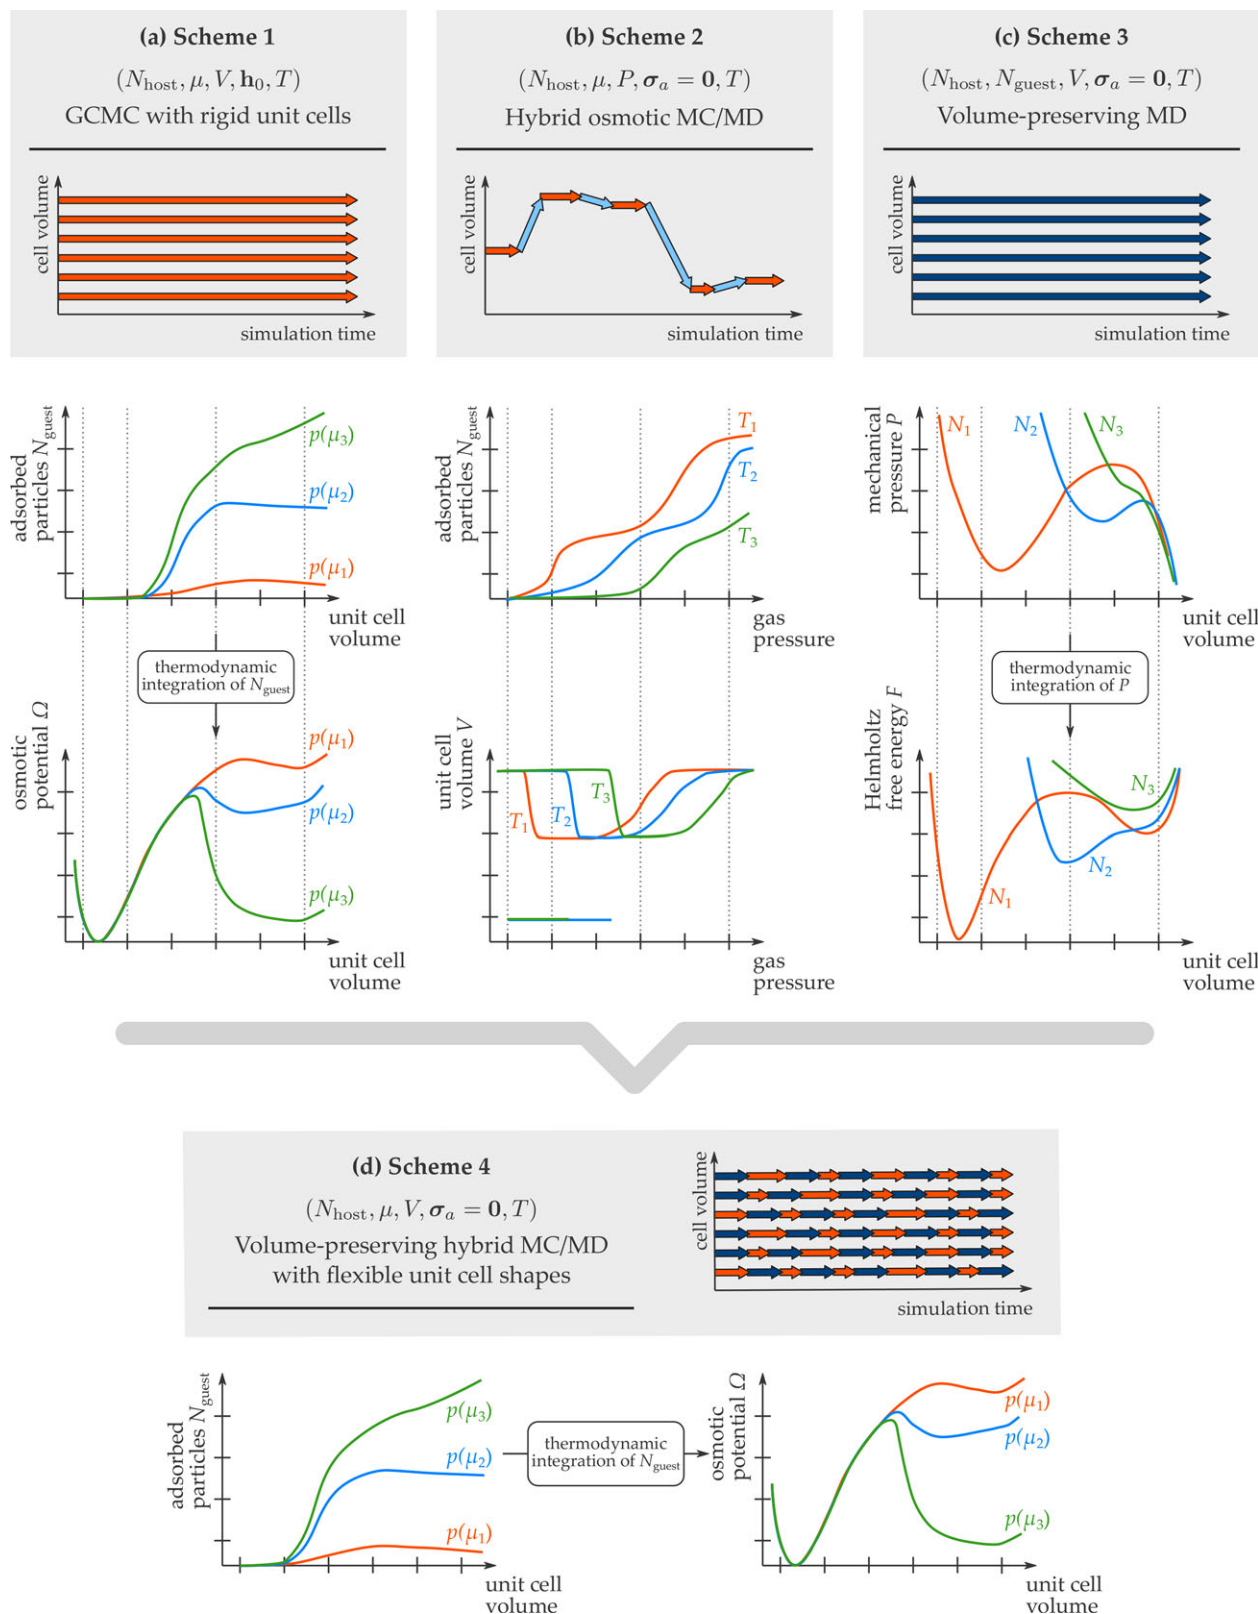 (a) Scheme 1
(N_host, μ, V, h_0, T)
GCMC with rigid unit cells
cell volume
simulation time
(b) Scheme 2
(N_host, μ, P, σ_a = 0, T)
Hybrid osmotic MC/MD
cell volume
simulation time
(c) Scheme 3
(N_host, N_guest, V, σ_a = 0, T)
Volume-preserving MD
cell volume
simulation time
adsorbed
particles N_guest
p(μ_3)
p(μ_2)
p(μ_1)
unit cell
volume
thermodynamic
integration of N_guest
osmotic
potential Ω
p(μ_1)
p(μ_2)
p(μ_3)
unit cell
volume
adsorbed
particles N_guest
T_1
T_2
T_3
gas
pressure
unit cell
volume V
T_1
T_2
T_3
gas
pressure
mechanical
pressure P
N_1
N_2
N_3
unit cell
volume
thermodynamic
integration of P
Helmholtz
free energy F
N_3
N_2
N_1
unit cell
volume
(d) Scheme 4
(N_host, μ, V, σ_a = 0, T)
Volume-preserving hybrid MC/MD
with flexible unit cell shapes
cell volume
simulation time
adsorbed
particles N_guest
p(μ_3)
p(μ_2)
p(μ_1)
unit cell
volume
thermodynamic
integration of N_guest
osmotic
potential Ω
p(μ_1)
p(μ_2)
p(μ_3)
unit cell
volume